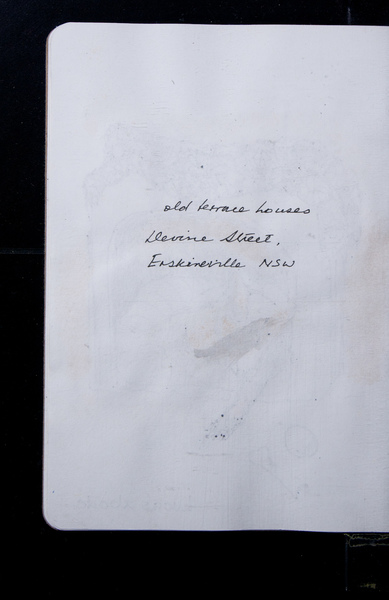 old terrace houses
Devine Street,
Erskineville NSW